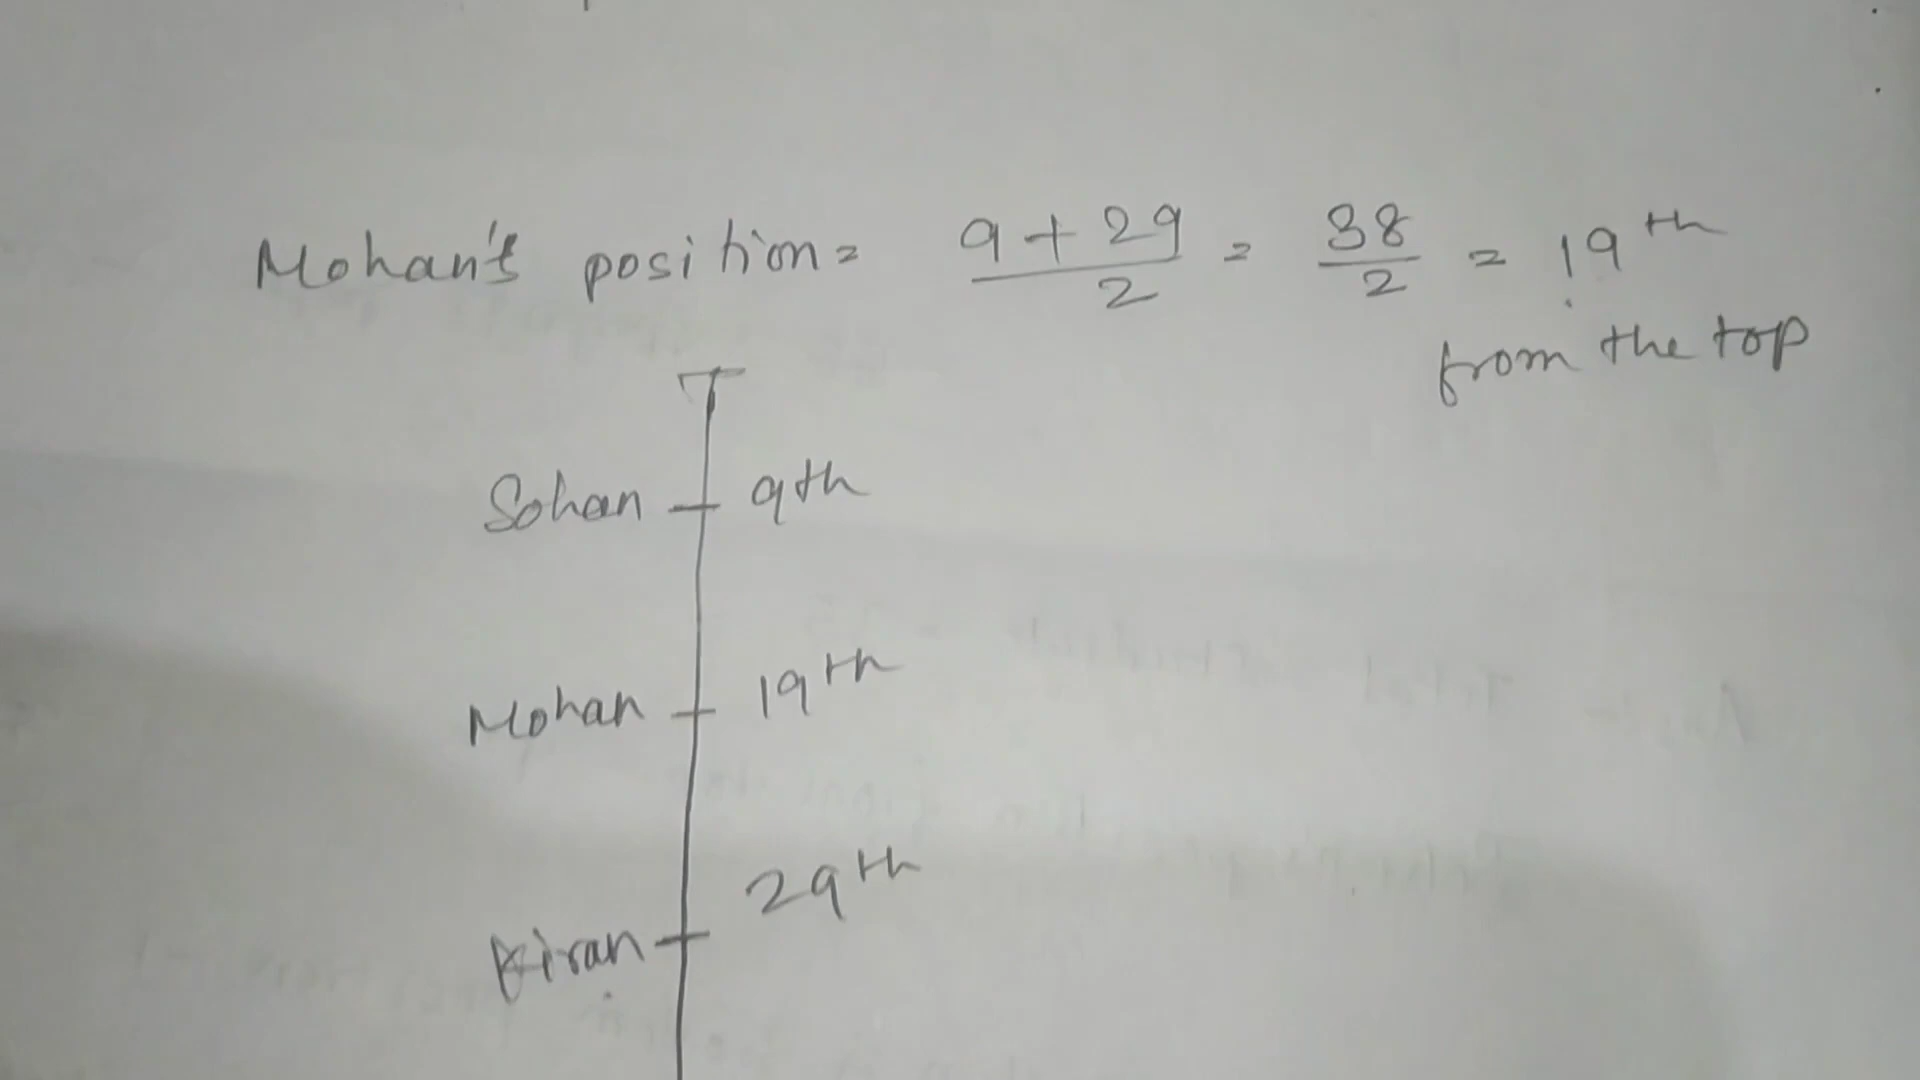 Mohan's position = 9 + 29 / 2 = 38 / 2 = 19th
from the top
T
Sohan 9th
Mohan 19th
29th
Kiran